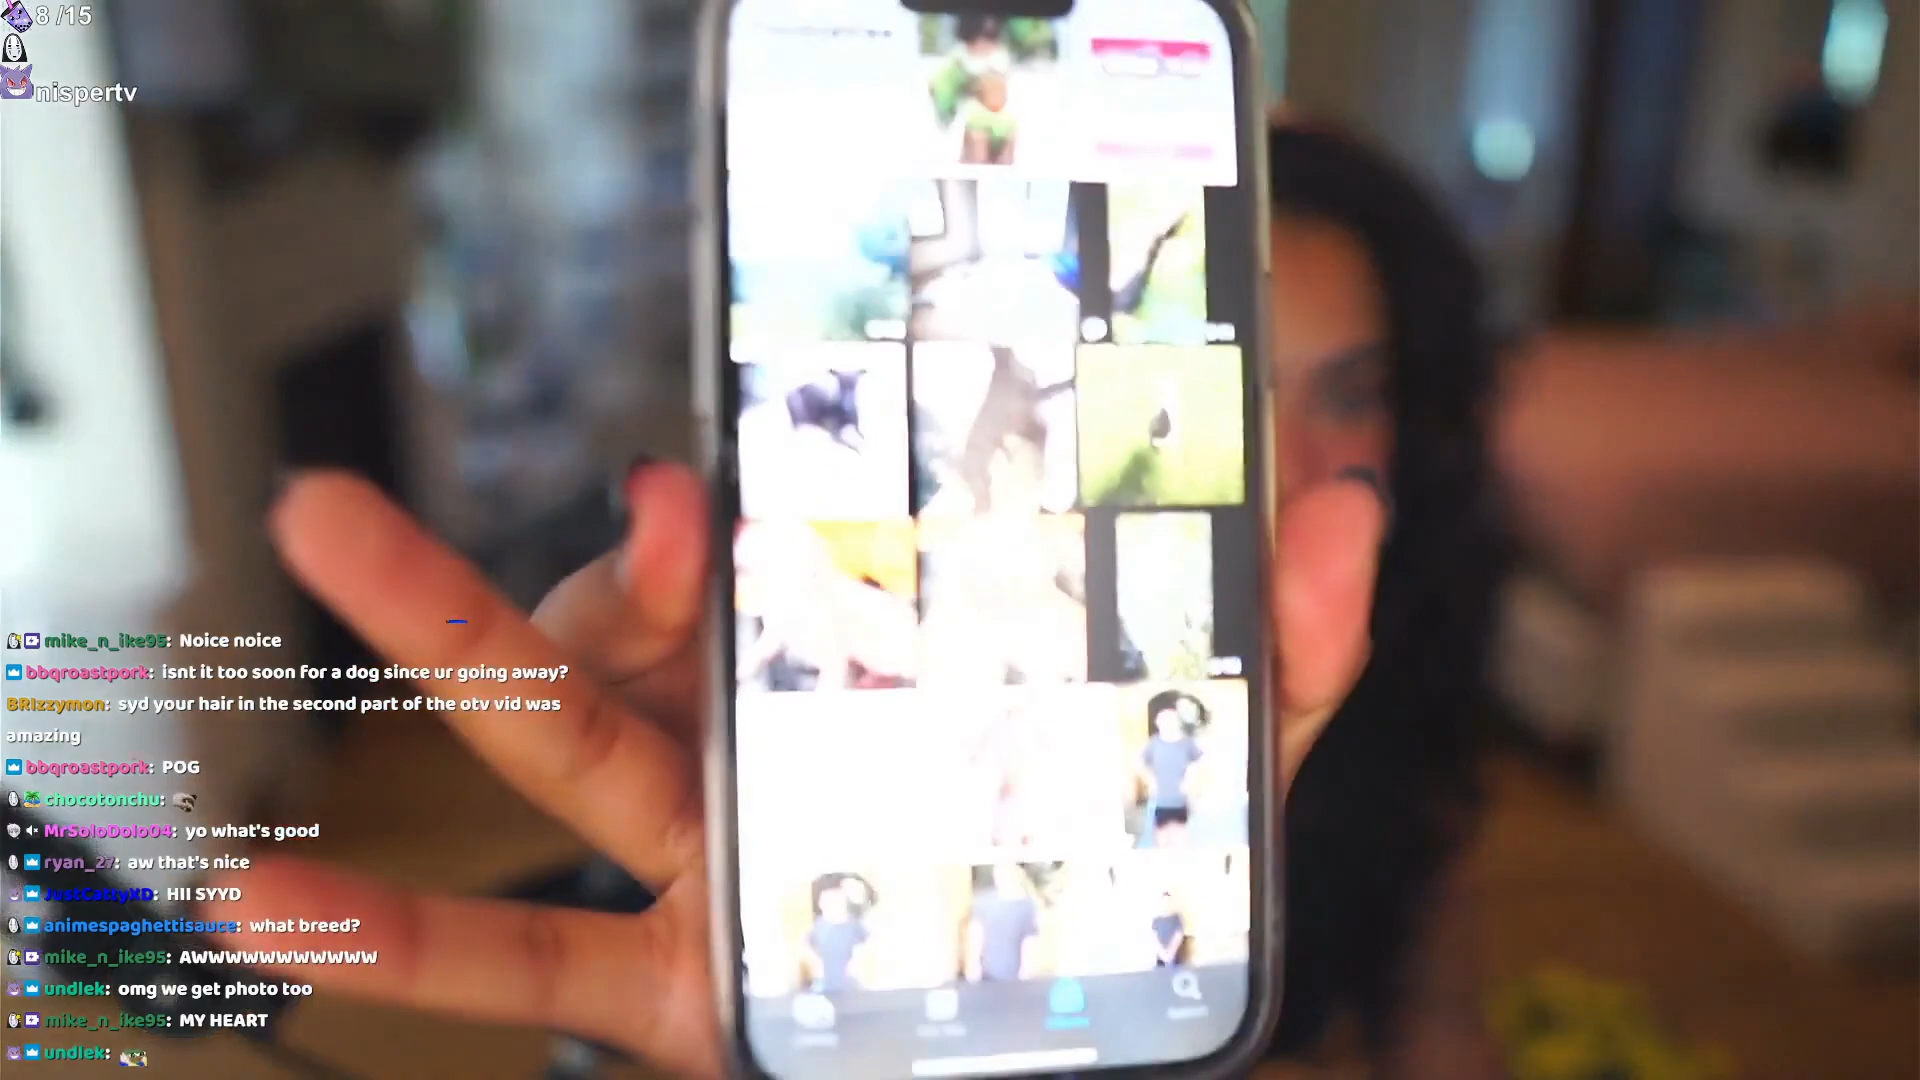 8 /15
nispertv
mike_n_ike95: Noice noice
bbqroastpork: isnt it too soon for a dog since ur going away?
BRIzzymon: syd your hair in the second part of the otv vid was
amazing
bbqroastpork: POG
chocotonchu:
MrSoloDolo04: yo what's good
ryan_27: aw that's nice
JustCattyXD: HII SYYD
animespaghettisauce: what breed?
mike_n_ike95: AWWWWWWWWWWW
undlek: omg we get photo too
mike_n_ike95: MY HEART
undlek: